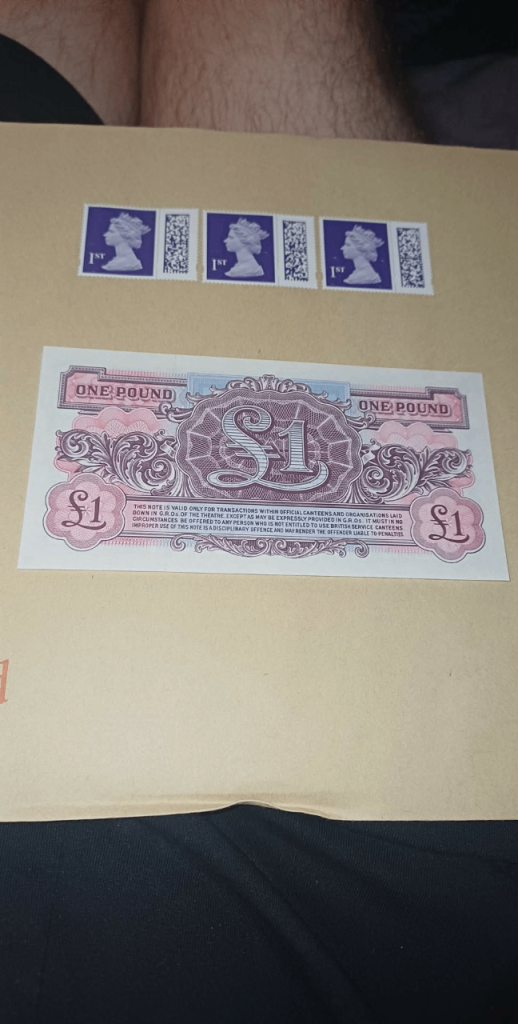 1ST
1ST
1ST
ONE POUND
ONE POUND
£1
£1
THIS NOTE IS VALID ONLY FOR TRANSACTIONS WITHIN OFFICIAL CANTEENS AND ORGANISATIONS LAID
DOWN IN G.R.Os. OF THE THEATRE, EXCEPT AS MAY BE EXPRESSLY PROVIDED IN G.R.Os. IT MUST IN NO
CIRCUMSTANCES BE OFFERED TO ANY PERSON WHO IS NOT ENTITLED TO USE BRITISH SERVICE CANTEENS.
IMPROPER USE OF THIS NOTE IS A DISCIPLINARY OFFENCE AND MAY RENDER THE OFFENDER LIABLE TO PENALTIES
£1